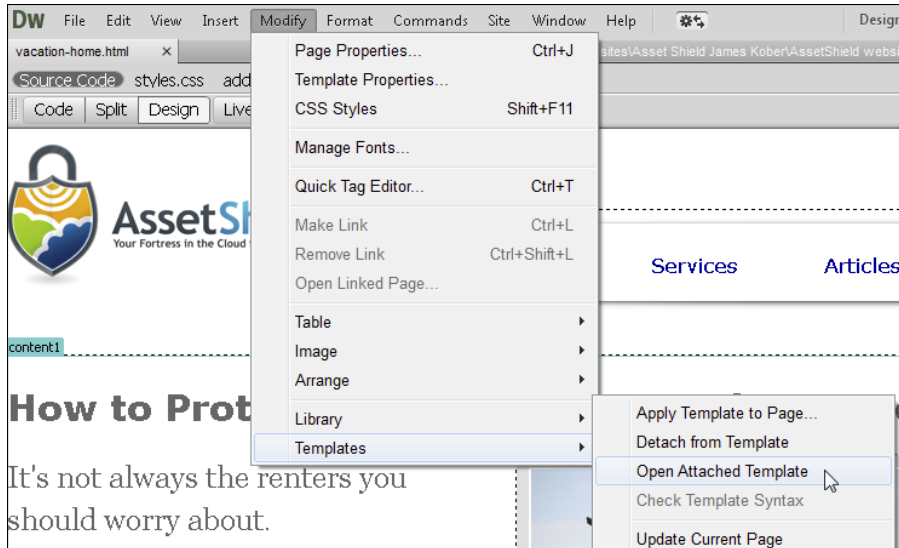 DW File Edit View Insert Modify Format Commands Site Window Help Design
vacation-home.html × sites\Asset Shield James Kober\AssetShield websi
Source Code styles.css add
Code Split Design Live
Page Properties... Ctrl+J
Template Properties...
CSS Styles Shift+F11
Manage Fonts...
Quick Tag Editor... Ctrl+T
Make Link Ctrl+L
Remove Link Ctrl+Shift+L
Open Linked Page...
Table
Image
Arrange
Library
Templates
Apply Template to Page...
Detach from Template
Open Attached Template
Check Template Syntax
Update Current Page
AssetSh
Your Fortress in the Cloud
Services Articles
content1
How to Prot
It's not always the renters you
should worry about.